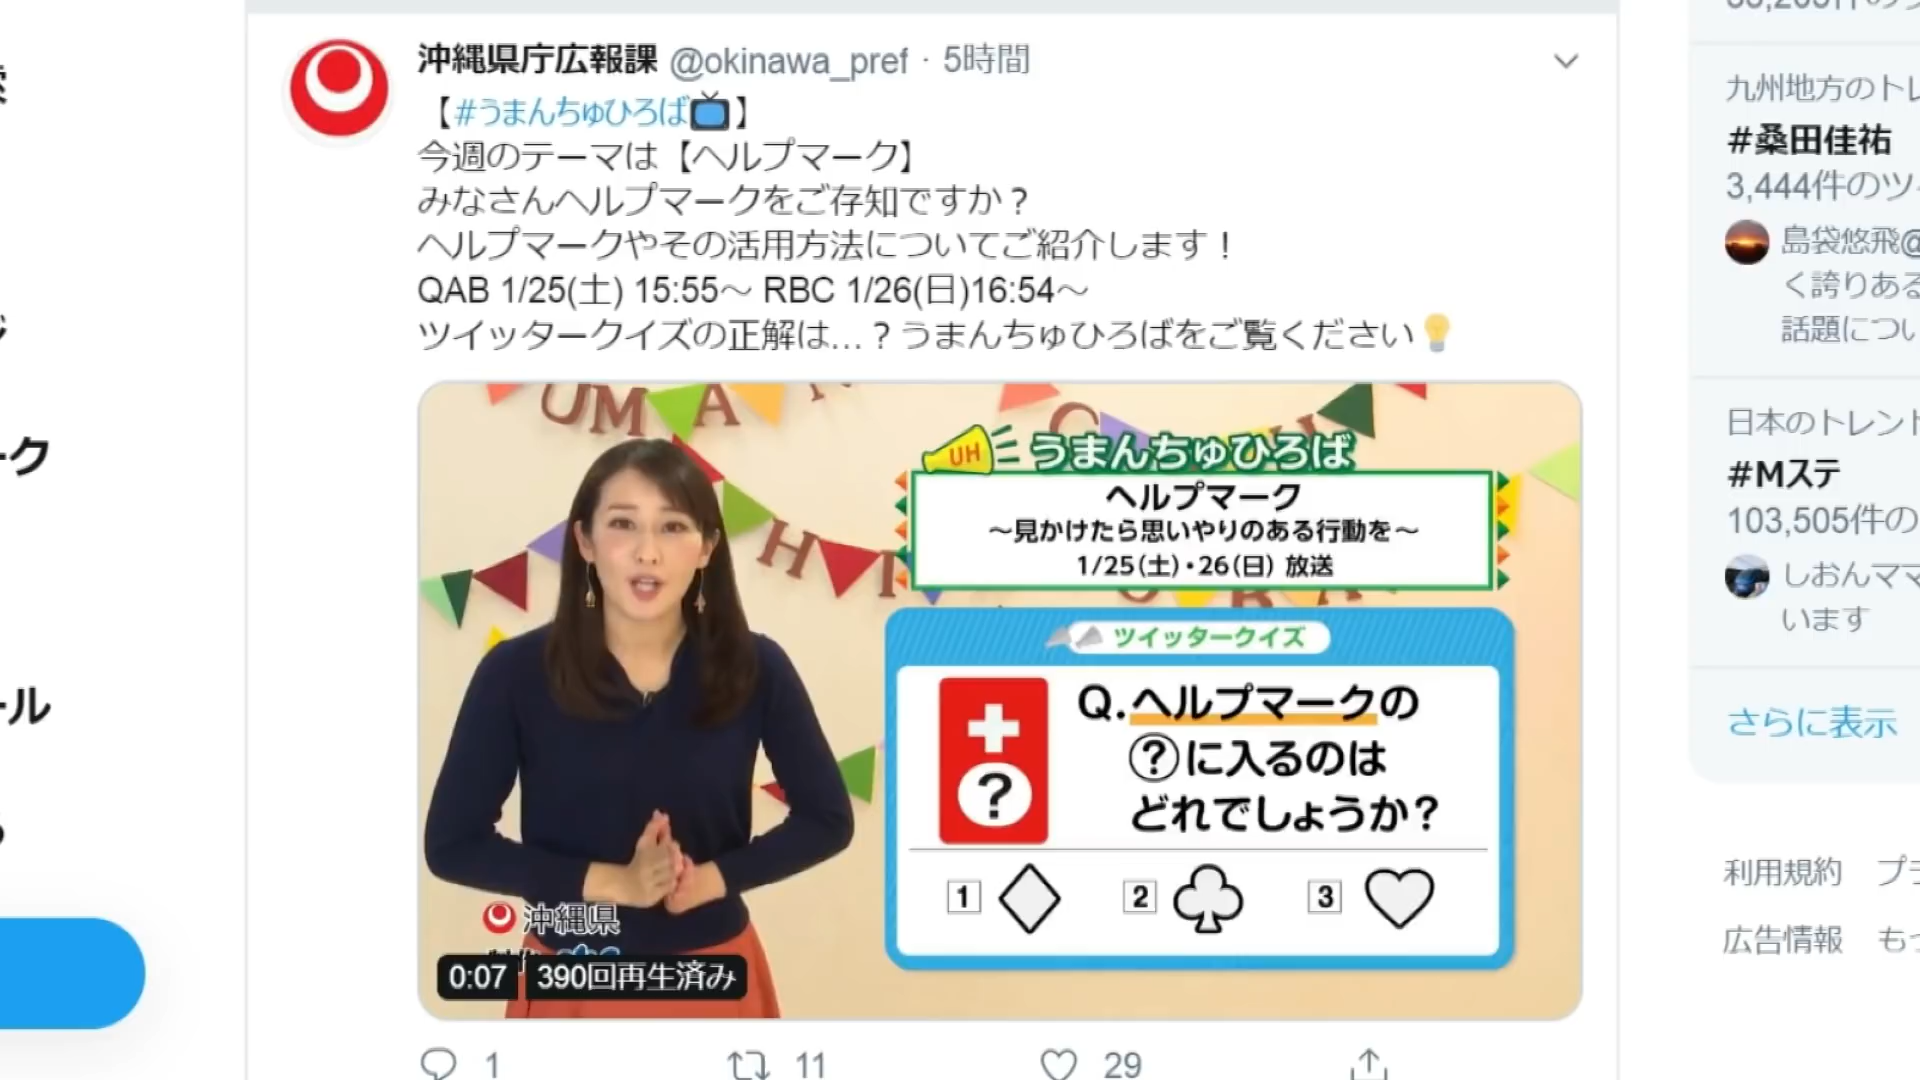 沖縄県庁広報課 @okinawa_pref · 5時間
【#うまんちゅひろば📺】
今週のテーマは【ヘルプマーク】
みなさんヘルプマークをご存知ですか？
ヘルプマークやその活用方法についてご紹介します！
QAB 1/25(土) 15:55～ RBC 1/26(日)16:54～
ツイッタークイズの正解は…？うまんちゅひろばをご覧ください💡
UMAN
HI
UH うまんちゅひろば
ヘルプマーク
～見かけたら思いやりのある行動を～
1/25(土)・26(日) 放送
ツイッタークイズ
Q.ヘルプマークの
?に入るのは
どれでしょうか?
?
1 2 3
沖縄県
0:07 390回再生済み
1 11 29
ーク
ール
九州地方のトレ
#桑田佳祐
3,444件のツ
島袋悠飛@
く誇りある
話題につい
日本のトレンド
#Mステ
103,505件の
しおんママ
います
さらに表示
利用規約 プラ
広告情報 もっ